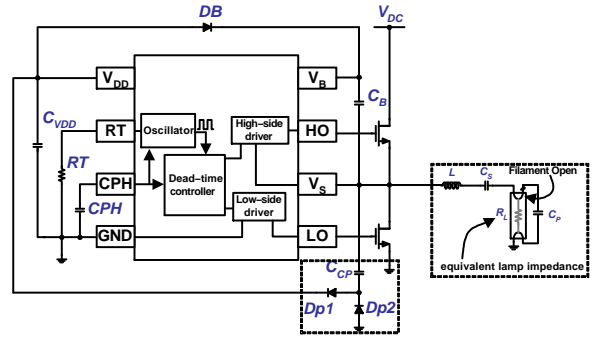 DB
VDC
VDD
VB
CVDD
CB
RT
Oscillator
High–side
driver
HO
RT
Dead–time
controller
CPH
VS
CPH
Low–side
driver
GND
LO
L
CS
Filament Open
RL
CP
equivalent lamp impedance
CCP
Dp1
Dp2